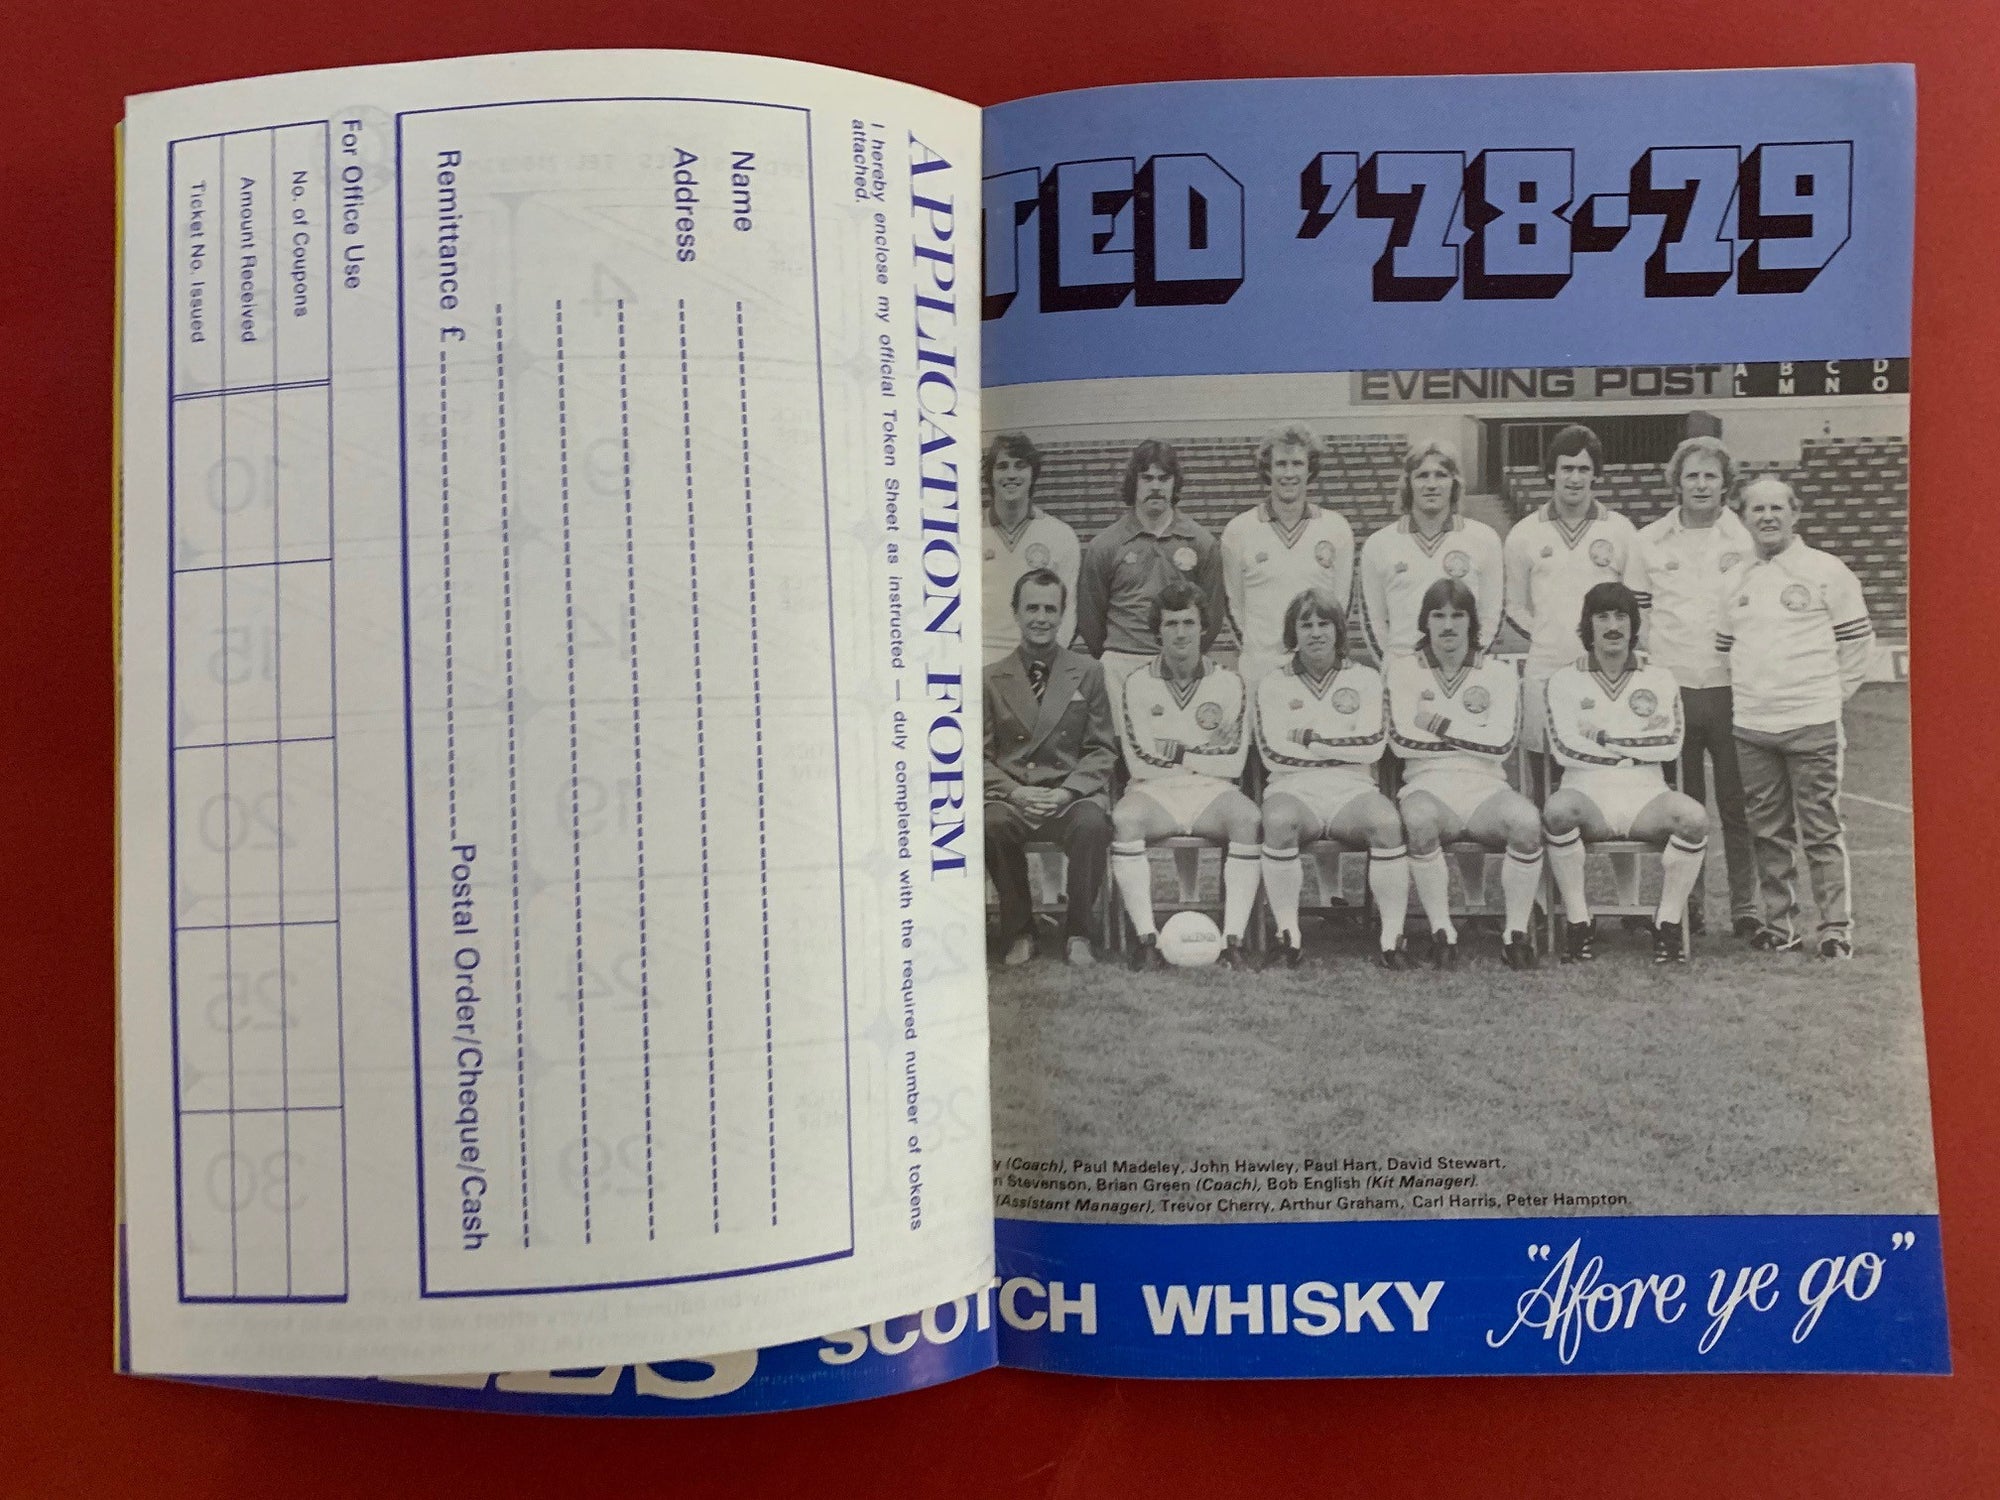 APPLICATION FORM
I hereby enclose my official Token Sheet as instructed — duly completed with the required number of tokens
attached.
Name
Address
Remittance £ Postal Order/Cheque/Cash
For Office Use
No. of Coupons
Amount Received
Ticket No. Issued
TED '78-79
EVENING POST
A B C D
L M N O
y (Coach), Paul Madeley, John Hawley, Paul Hart, David Stewart.
n Stevenson, Brian Green (Coach), Bob English (Kit Manager).
(Assistant Manager), Trevor Cherry, Arthur Graham, Carl Harris, Peter Hampton.
SCOTCH WHISKY "Afore ye go"